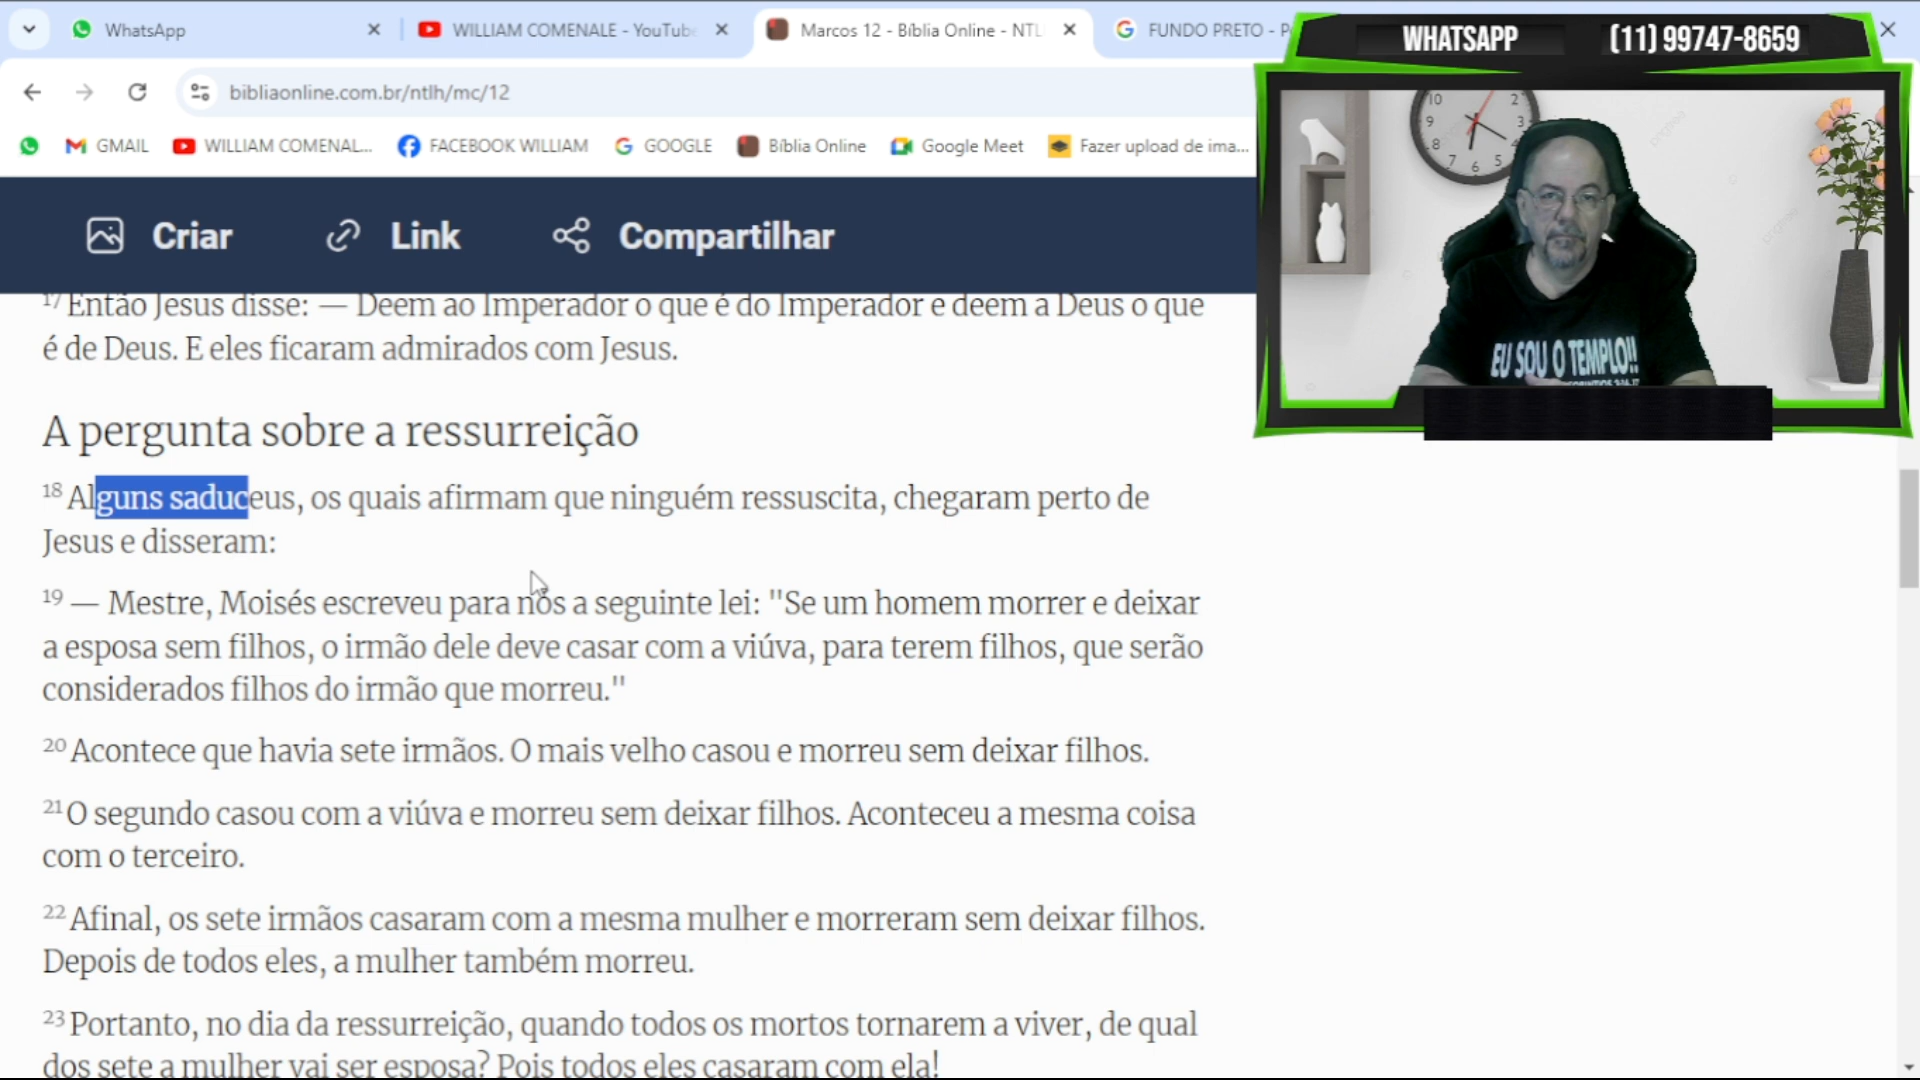 WhatsApp
WILLIAM COMENALE - YouTub
Marcos 12 - Bíblia Online - NTL
FUNDO PRETO - P
WHATSAPP (11) 99747-8659
bibliaonline.com.br/ntlh/mc/12
GMAIL
WILLIAM COMENAL...
FACEBOOK WILLIAM
GOOGLE
Bíblia Online
Google Meet
Fazer upload de ima...
Criar
Link
Compartilhar
10 2
9 3
8
7 6 5
EU SOU O TEMPLO!!
17 Então Jesus disse: — Deem ao Imperador o que é do Imperador e deem a Deus o que
é de Deus. E eles ficaram admirados com Jesus.
A pergunta sobre a ressurreição
18 Alguns saduceus, os quais afirmam que ninguém ressuscita, chegaram perto de
Jesus e disseram:
19 — Mestre, Moisés escreveu para nós a seguinte lei: "Se um homem morrer e deixar
a esposa sem filhos, o irmão dele deve casar com a viúva, para terem filhos, que serão
considerados filhos do irmão que morreu."
20 Acontece que havia sete irmãos. O mais velho casou e morreu sem deixar filhos.
21 O segundo casou com a viúva e morreu sem deixar filhos. Aconteceu a mesma coisa
com o terceiro.
22 Afinal, os sete irmãos casaram com a mesma mulher e morreram sem deixar filhos.
Depois de todos eles, a mulher também morreu.
23 Portanto, no dia da ressurreição, quando todos os mortos tornarem a viver, de qual
dos sete a mulher vai ser esposa? Pois todos eles casaram com ela!